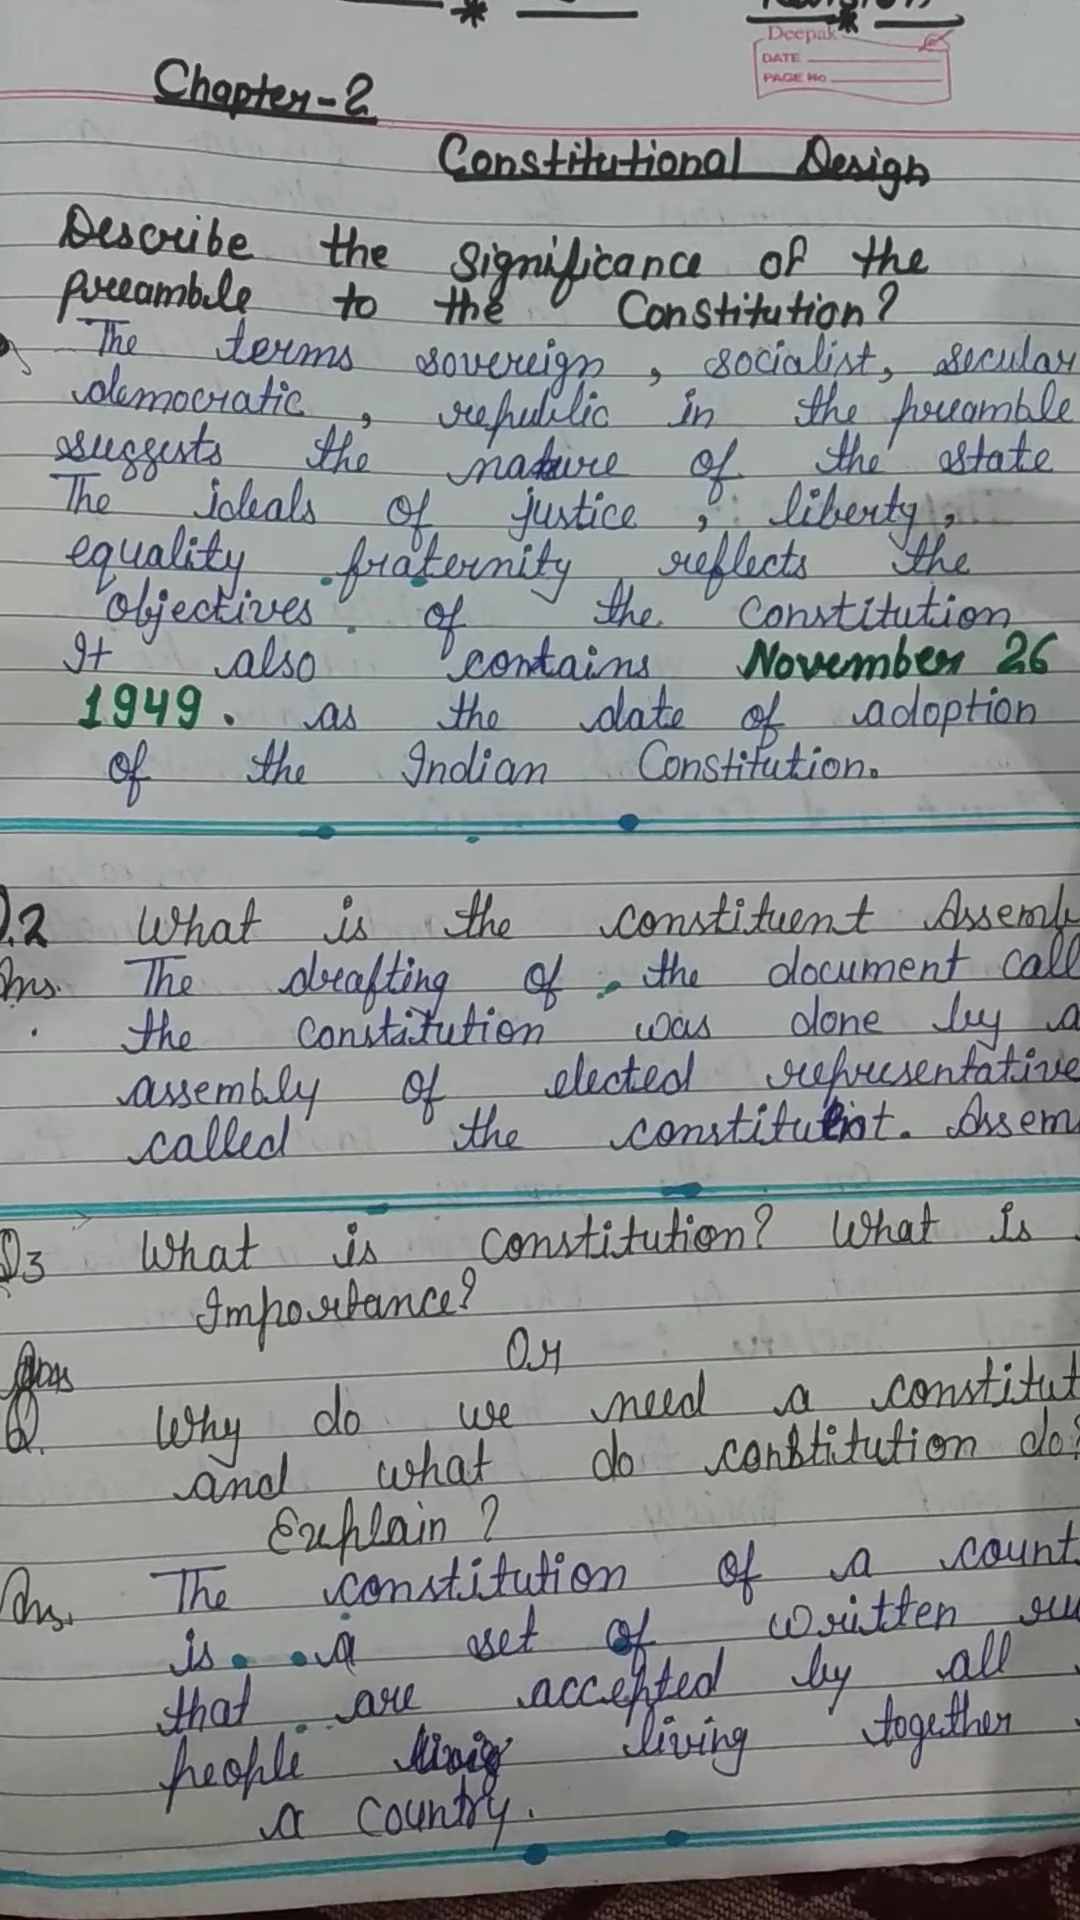 Deepak
DATE
PAGE No
Chapter-2
Constitutional Design
Describe the significance of the
preamble to the Constitution?
The terms sovereign, socialist, secular
democratic, republic in the preamble
suggests the nature of the state
The ideals of justice, liberty,
equality fraternity reflects the
objectives of the Constitution
It also contains November 26
1949. as the date of adoption
of the Indian Constitution.
.2 What is the constituent Assemb
Ans. The drafting of the document call
the constitution was done by a
assembly of elected representative
called the constituent. Assem
Q3 What is constitution? What is
Importance?
Or
Q. Why do we need a constitut
and what do constitution do?
Explain?
Ans. The constitution of a count
is a set of written ru
that are accepted by all
people living together
a country.